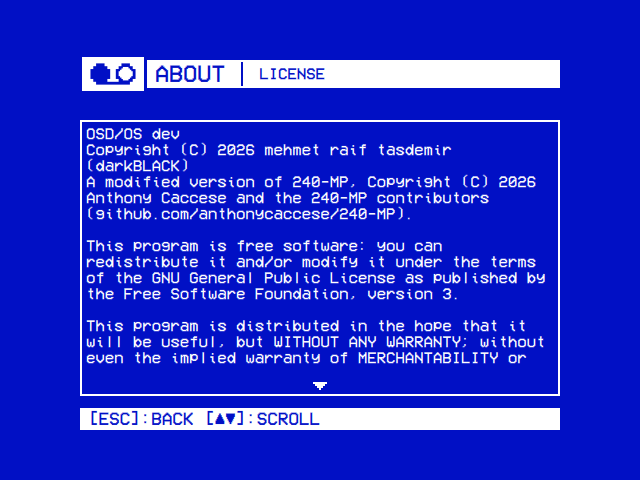 ABOUT
LICENSE
OSD/OS dev
Copyright (C) 2026 mehmet raif tasdemir
(darkBLACK)
A modified version of 240-MP, Copyright (C) 2026
Anthony Caccese and the 240-MP contributors
(github.com/anthonycaccese/240-MP).
This program is free software: you can
redistribute it and/or modify it under the terms
of the GNU General Public License as published by
the Free Software Foundation, version 3.
This program is distributed in the hope that it
will be useful, but WITHOUT ANY WARRANTY; without
even the implied warranty of MERCHANTABILITY or
[ESC]:BACK [▲▼]:SCROLL